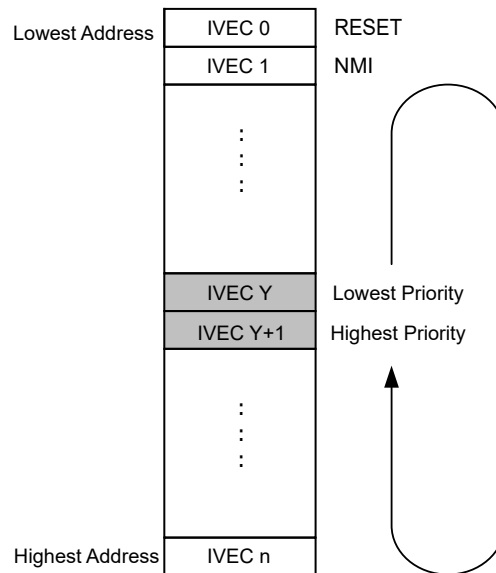 Lowest Address IVEC 0 RESET
IVEC 1 NMI
:
:
:
IVEC Y Lowest Priority
IVEC Y+1 Highest Priority
:
:
:
Highest Address IVEC n